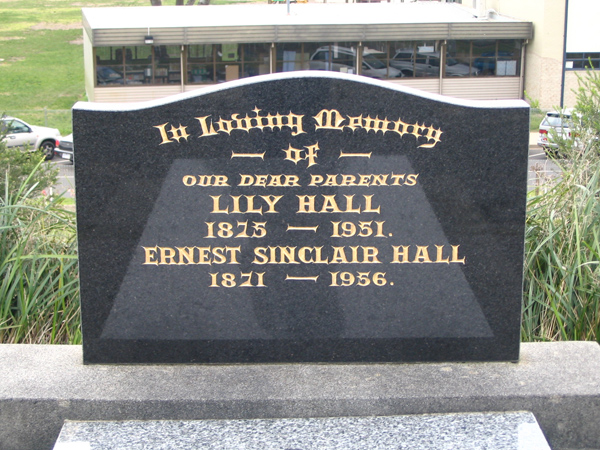 In Loving Memory
— of —
OUR DEAR PARENTS
LILY HALL
1875 — 1951.
ERNEST SINCLAIR HALL
1871 — 1956.